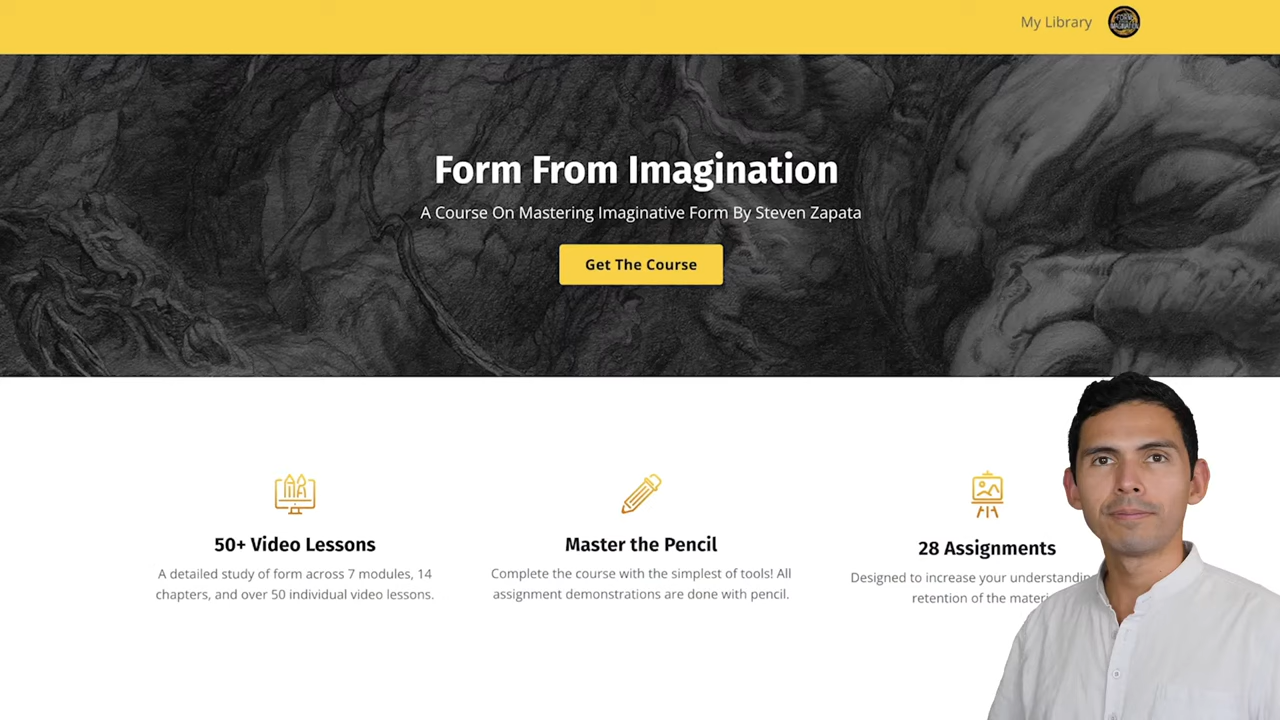 My Library
Form From Imagination
A Course On Mastering Imaginative Form By Steven Zapata
Get The Course
50+ Video Lessons
A detailed study of form across 7 modules, 14
chapters, and over 50 individual video lessons.
Master the Pencil
Complete the course with the simplest of tools! All
assignment demonstrations are done with pencil.
28 Assignments
Designed to increase your
retention of the